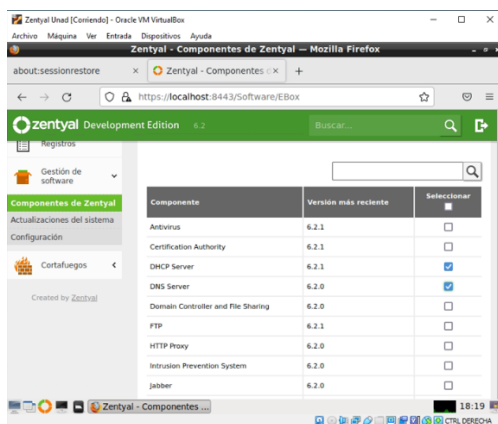 Zentyal Unad [Corriendo] - Oracle VM VirtualBox
Archivo Máquina Ver Entrada Dispositivos Ayuda
Zentyal - Componentes de Zentyal — Mozilla Firefox
about:sessionrestore
Zentyal - Componentes d
https://localhost:8443/Software/EBox
zentyal Development Edition 6.2
Buscar...
Registros
Gestión de software
Componentes de Zentyal
Actualizaciones del sistema
Configuración
Cortafuegos
Created by Zentyal
Componente Versión más reciente Seleccionar
Antivirus 6.2.1
Certification Authority 6.2.1
DHCP Server 6.2.1
DNS Server 6.2.0
Domain Controller and File Sharing 6.2.0
FTP 6.2.1
HTTP Proxy 6.2.0
Intrusion Prevention System 6.2.0
Jabber 6.2.0
Zentyal - Componentes ...
18:19
CTRL DERECHA